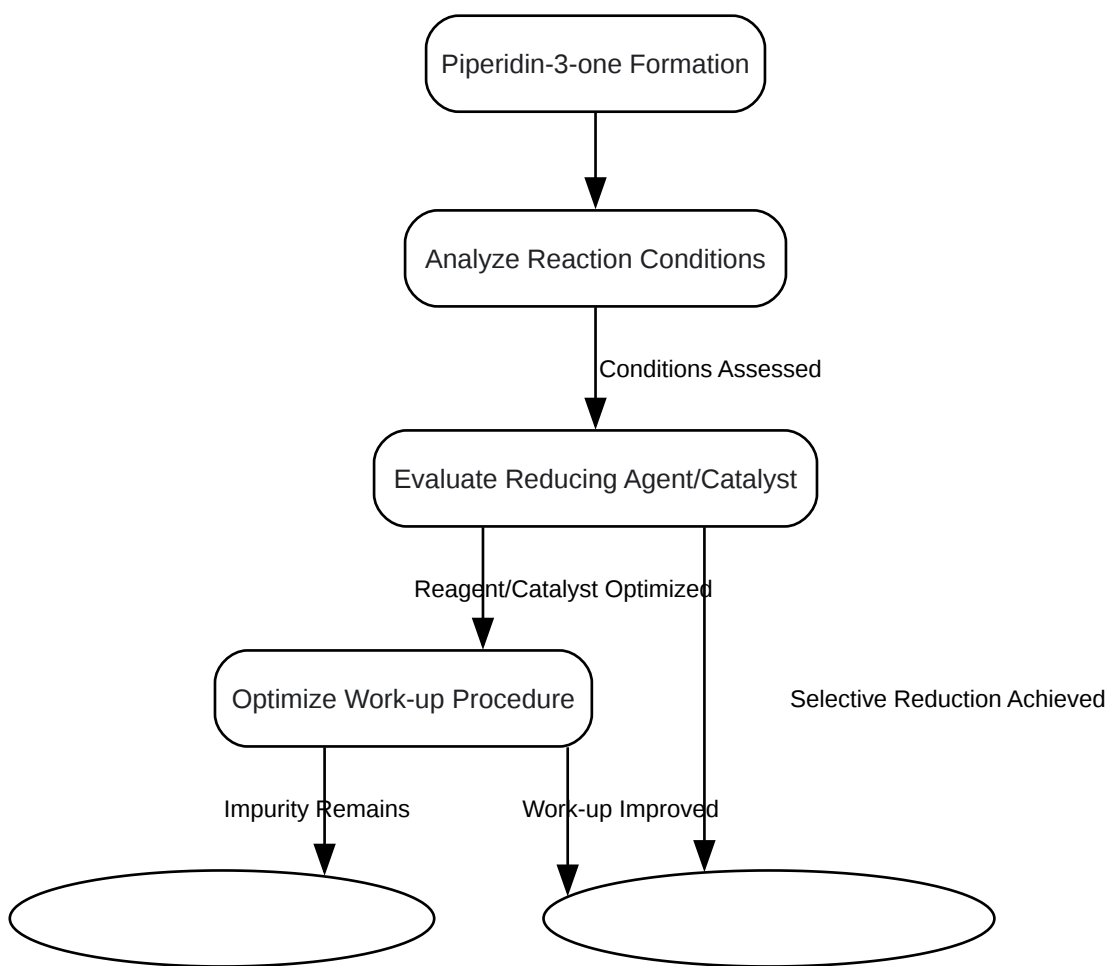 Piperidin-3-one Formation
Analyze Reaction Conditions
Conditions Assessed
Evaluate Reducing Agent/Catalyst
Reagent/Catalyst Optimized
Optimize Work-up Procedure
Selective Reduction Achieved
Impurity Remains
Work-up Improved